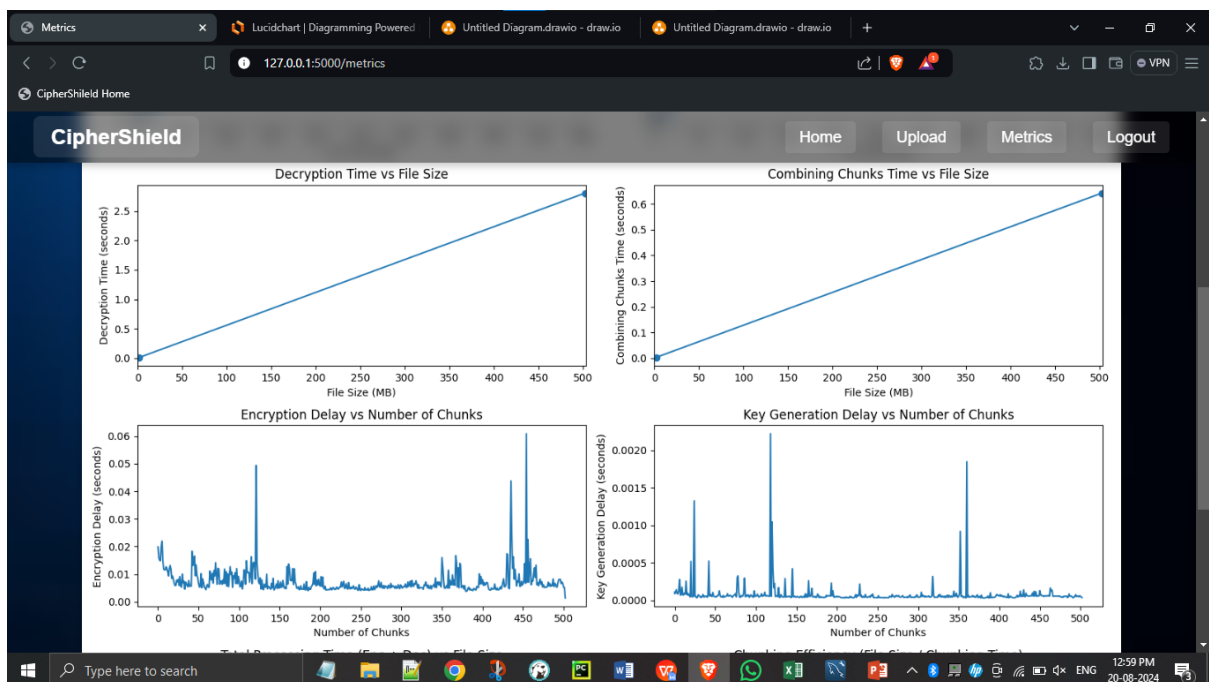 Metrics
Lucidchart | Diagramming Powered
Untitled Diagram.drawio - draw.io
Untitled Diagram.drawio - draw.io
127.0.0.1:5000/metrics
VPN
CipherShileld Home
CipherShield
Home
Upload
Metrics
Logout
Decryption Time vs File Size
Decryption Time (seconds)
2.5
2.0
1.5
1.0
0.5
0.0
0 50 100 150 200 250 300 350 400 450 500
File Size (MB)
Combining Chunks Time vs File Size
Combining Chunks Time (seconds)
0.6
0.5
0.4
0.3
0.2
0.1
0.0
0 50 100 150 200 250 300 350 400 450 500
File Size (MB)
Encryption Delay vs Number of Chunks
Encryption Delay (seconds)
0.06
0.05
0.04
0.03
0.02
0.01
0.00
0 50 100 150 200 250 300 350 400 450 500
Number of Chunks
Key Generation Delay vs Number of Chunks
Key Generation Delay (seconds)
0.0020
0.0015
0.0010
0.0005
0.0000
0 50 100 150 200 250 300 350 400 450 500
Number of Chunks
Type here to search
ENG
12:59 PM
20-08-2024
3